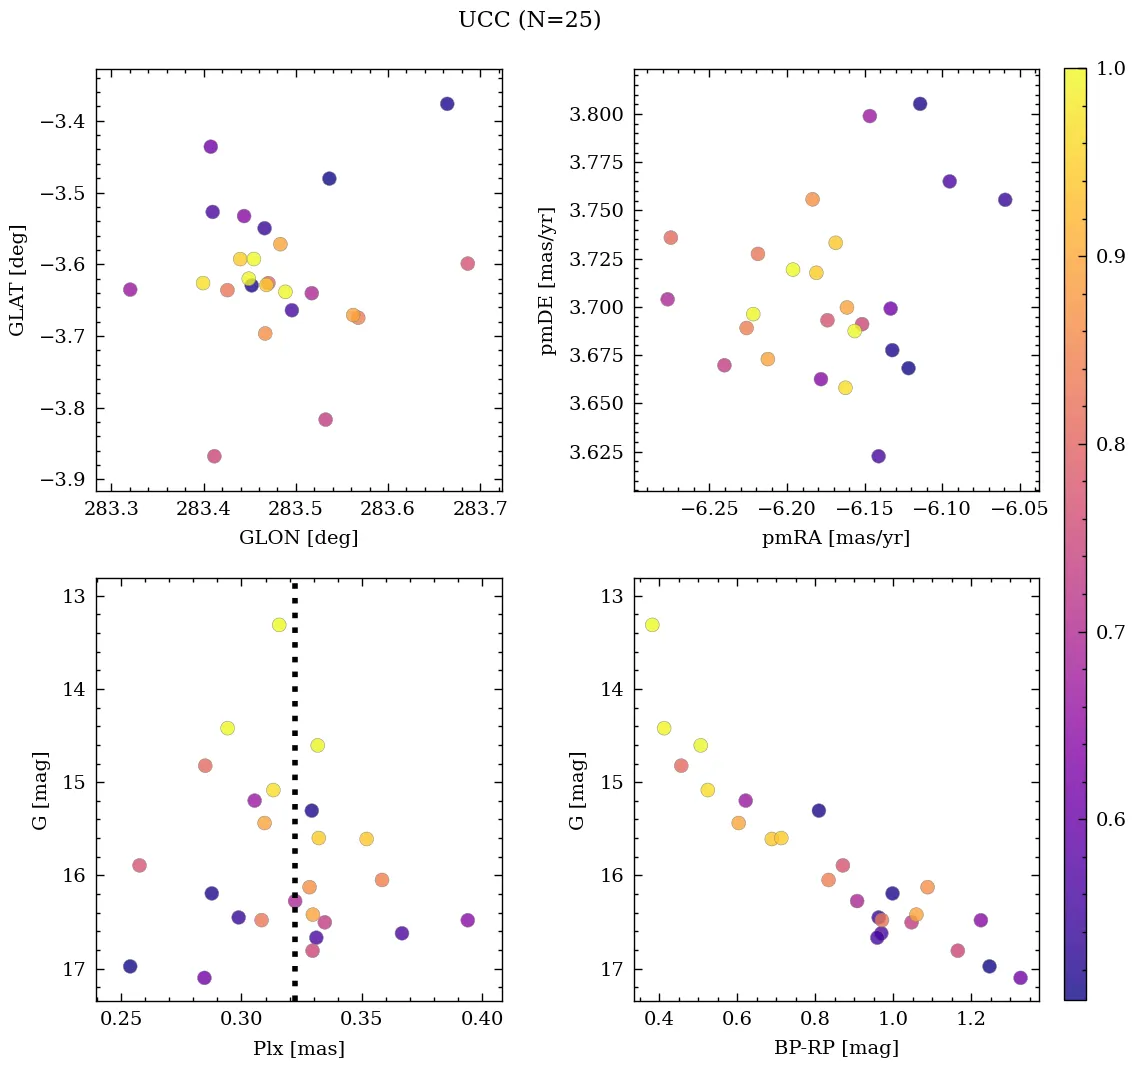 UCC (N=25)
−3.4
−3.5
−3.6
−3.7
−3.8
−3.9
GLAT [deg]
283.3 283.4 283.5 283.6 283.7
GLON [deg]
3.800
3.775
3.750
3.725
3.700
3.675
3.650
3.625
pmDE [mas/yr]
−6.25 −6.20 −6.15 −6.10 −6.05
pmRA [mas/yr]
1.0
0.9
0.8
0.7
0.6
13
14
15
16
17
G [mag]
0.25 0.30 0.35 0.40
Plx [mas]
13
14
15
16
17
G [mag]
0.4 0.6 0.8 1.0 1.2
BP-RP [mag]